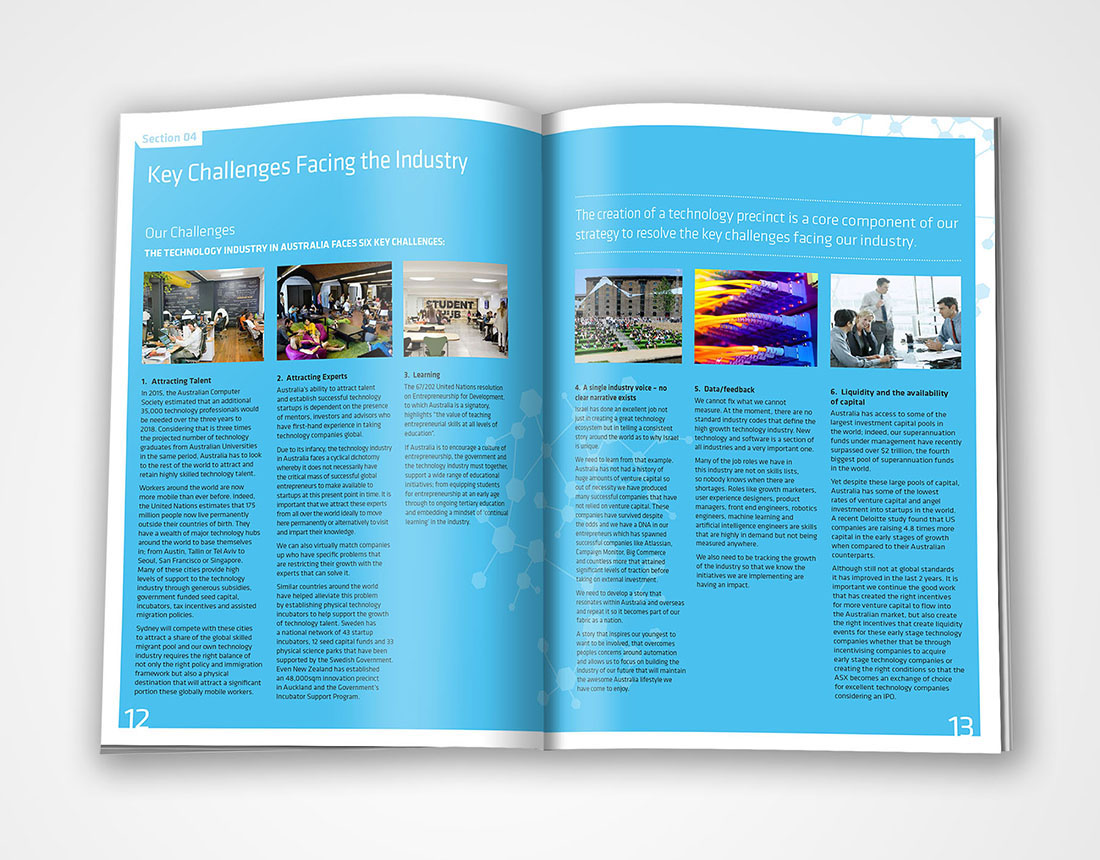 Section 04
Key Challenges Facing the Industry
Our Challenges
THE TECHNOLOGY INDUSTRY IN AUSTRALIA FACES SIX KEY CHALLENGES:
STUDENT
HUB
1. Attracting Talent
In 2015, the Australian Computer
Society estimated that an additional
35,000 technology professionals would
be needed over the three years to
2018. Considering that is three times
the projected number of technology
graduates from Australian Universities
in the same period, Australia has to look
to the rest of the world to attract and
retain highly skilled technology talent.
Workers around the world are now
more mobile than ever before. Indeed,
the United Nations estimates that 175
million people now live permanently
outside their countries of birth. They
have a wealth of major technology hubs
around the world to base themselves
in; from Austin, Tallin or Tel Aviv to
Seoul, San Francisco or Singapore.
Many of these cities provide high
levels of support to the technology
industry through generous subsidies,
government funded seed capital,
incubators, tax incentives and assisted
migration policies.
Sydney will compete with these cities
to attract a share of the global skilled
migrant pool and our own technology
industry requires the right balance of
not only the right policy and immigration
framework but also a physical
destination that will attract a significant
portion these globally mobile workers.
2. Attracting Experts
Australia's ability to attract talent
and establish successful technology
startups is dependent on the presence
of mentors, investors and advisors who
have first-hand experience in taking
technology companies global.
Due to its infancy, the technology industry
in Australia faces a cyclical dichotomy
whereby it does not necessarily have
the critical mass of successful global
entrepreneurs to make available to
startups at this present point in time. It is
important that we attract these experts
from all over the world ideally to move
here permanently or alternatively to visit
and impart their knowledge.
We can also virtually match companies
up who have specific problems that
are restricting their growth with the
experts that can solve it.
Similar countries around the world
have helped alleviate this problem
by establishing physical technology
incubators to help support the growth
of technology talent. Sweden has
a national network of 43 startup
incubators, 12 seed capital funds and 33
physical science parks that have been
supported by the Swedish Government.
Even New Zealand has established
an 48,000sqm innovation precinct
in Auckland and the Government's
Incubator Support Program.
3. Learning
The 67/202 United Nations resolution
on Entrepreneurship for Development,
to which Australia is a signatory,
highlights "the value of teaching
entrepreneurial skills at all levels of
education".
If Australia is to encourage a culture of
entrepreneurship, the government and
the technology industry must together,
support a wide range of educational
initiatives; from equipping students
for entrepreneurship at an early age
through to ongoing tertiary education
and embedding a mindset of 'continual
learning' in the industry.
12
The creation of a technology precinct is a core component of our
strategy to resolve the key challenges facing our industry.
4. A single industry voice – no
clear narrative exists
Israel has done an excellent job not
just in creating a great technology
ecosystem but in telling a consistent
story around the world as to why Israel
is unique.
We need to learn from that example.
Australia has not had a history of
huge amounts of venture capital so
out of necessity we have produced
many successful companies that have
not relied on venture capital. These
companies have survived despite
the odds and we have a DNA in our
entrepreneurs which has spawned
successful companies like Atlassian,
Campaign Monitor, Big Commerce
and countless more that attained
significant levels of traction before
taking on external investment.
We need to develop a story that
resonates within Australia and overseas
and repeat it so it becomes part of our
fabric as a nation.
A story that inspires our youngest to
want to be involved, that overcomes
peoples concerns around automation
and allows us to focus on building the
industry of our future that will maintain
the awesome Australia lifestyle we
have come to enjoy.
5. Data/feedback
We cannot fix what we cannot
measure. At the moment, there are no
standard industry codes that define the
high growth technology industry. New
technology and software is a section of
all industries and a very important one.
Many of the job roles we have in
this industry are not on skills lists,
so nobody knows when there are
shortages. Roles like growth marketers,
user experience designers, product
managers, front end engineers, robotics
engineers, machine learning and
artificial intelligence engineers are skills
that are highly in demand but not being
measured anywhere.
We also need to be tracking the growth
of the industry so that we know the
initiatives we are implementing are
having an impact.
6. Liquidity and the availability
of capital
Australia has access to some of the
largest investment capital pools in
the world; indeed, our superannuation
funds under management have recently
surpassed over $2 trillion, the fourth
biggest pool of superannuation funds
in the world.
Yet despite these large pools of capital,
Australia has some of the lowest
rates of venture capital and angel
investment into startups in the world.
A recent Deloitte study found that US
companies are raising 4.8 times more
capital in the early stages of growth
when compared to their Australian
counterparts.
Although still not at global standards
it has improved in the last 2 years. It is
important we continue the good work
that has created the right incentives
for more venture capital to flow into
the Australian market, but also create
the right incentives that create liquidity
events for these early stage technology
companies whether that be through
incentivising companies to acquire
early stage technology companies or
creating the right conditions so that the
ASX becomes an exchange of choice
for excellent technology companies
considering an IPO.
13